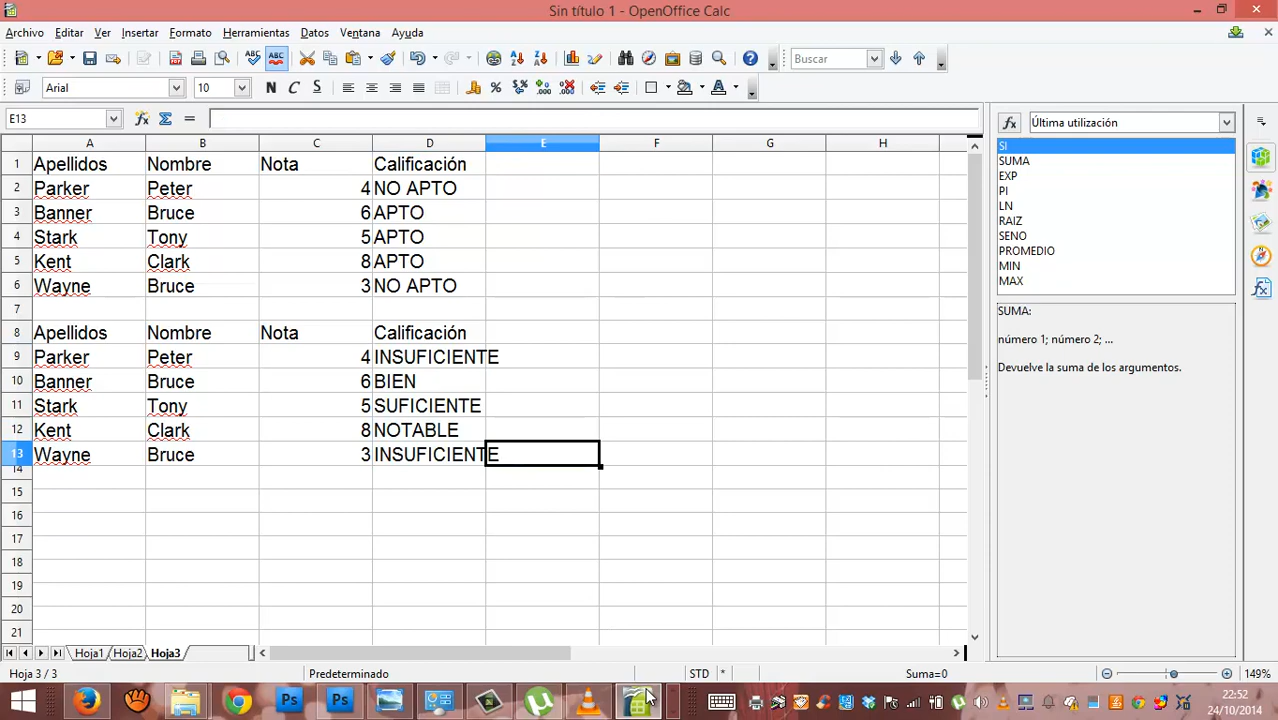 Sin título 1 - OpenOffice Calc
Archivo Editar Ver Insertar Formato Herramientas Datos Ventana Ayuda
Buscar
Arial 10 N C S
E13
Última utilización
A B C D E F G H
1 Apellidos Nombre Nota Calificación
2 Parker Peter 4 NO APTO
3 Banner Bruce 6 APTO
4 Stark Tony 5 APTO
5 Kent Clark 8 APTO
6 Wayne Bruce 3 NO APTO
7
8 Apellidos Nombre Nota Calificación
9 Parker Peter 4 INSUFICIENTE
10 Banner Bruce 6 BIEN
11 Stark Tony 5 SUFICIENTE
12 Kent Clark 8 NOTABLE
13 Wayne Bruce 3 INSUFICIENTE
14
15
16
17
18
19
20
21
SI
SUMA
EXP
PI
LN
RAIZ
SENO
PROMEDIO
MIN
MAX
SUMA:
número 1; número 2; ...
Devuelve la suma de los argumentos.
Hoja1 Hoja2 Hoja3
Hoja 3 / 3 Predeterminado STD * Suma=0 149%
Ps Ps
22:52
24/10/2014